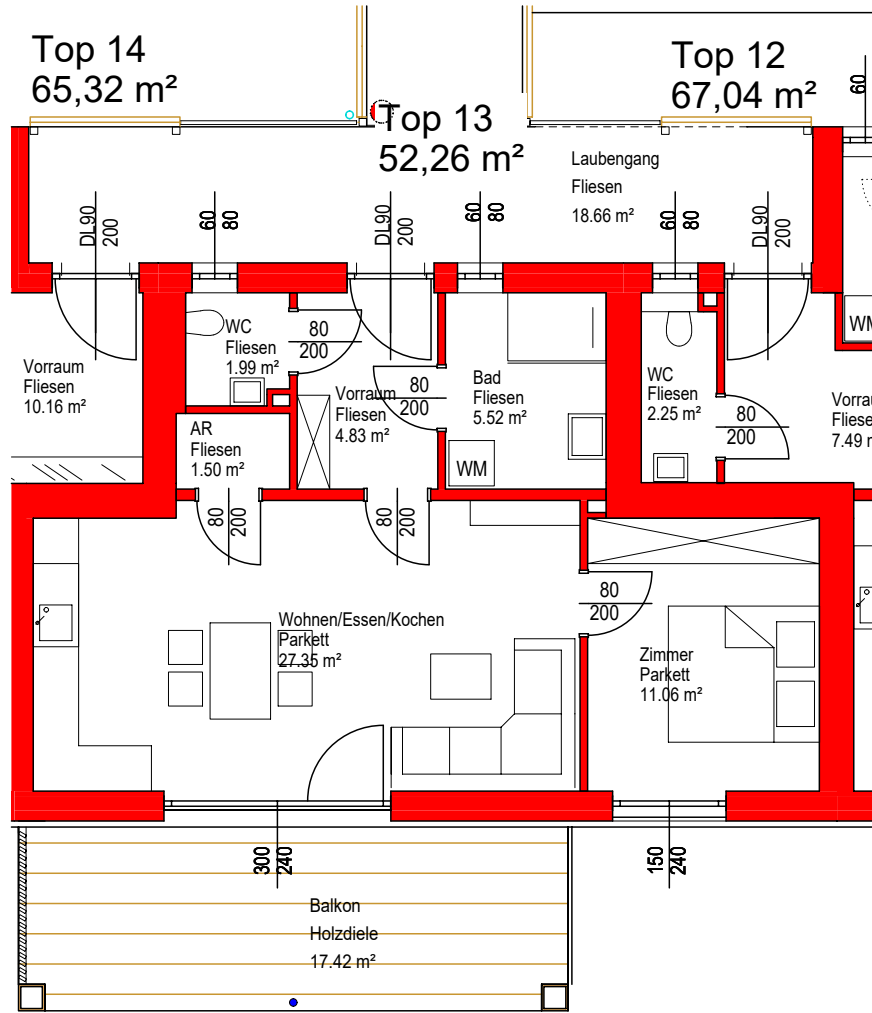 Top 14
65,32 m²
Top 13
52,26 m²
Top 12
67,04 m²
60
Laubengang
Fliesen
18.66 m²
DL90
200
60
80
DL90
200
60
80
60
80
DL90
200
WC
Fliesen
1.99 m²
80
200
Vorraum
Fliesen
10.16 m²
Vorraum
Fliesen
4.83 m²
80
200
Bad
Fliesen
5.52 m²
WC
Fliesen
2.25 m²
80
200
WM
Vorrau
Fliese
7.49 m
AR
Fliesen
1.50 m²
WM
80
200
80
200
80
200
Wohnen/Essen/Kochen
Parkett
27.35 m²
Zimmer
Parkett
11.06 m²
300
240
150
240
Balkon
Holzdiele
17.42 m²